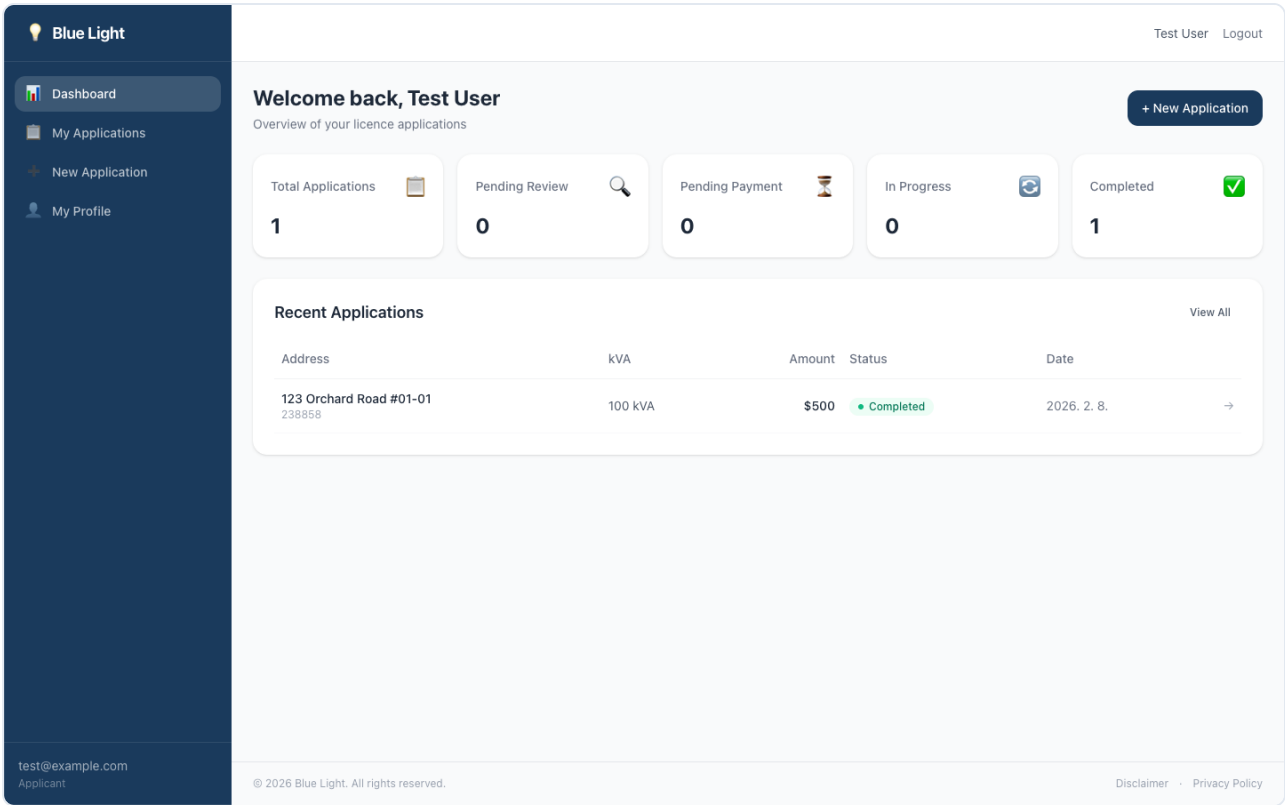 Blue Light
Dashboard
My Applications
New Application
My Profile
test@example.com
Applicant
Test User Logout
Welcome back, Test User
Overview of your licence applications
+ New Application
Total Applications
1
Pending Review
0
Pending Payment
0
In Progress
0
Completed
1
Recent Applications
View All
Address kVA Amount Status Date
123 Orchard Road #01-01 100 kVA $500 Completed 2026. 2. 8. →
238858
© 2026 Blue Light. All rights reserved.
Disclaimer · Privacy Policy